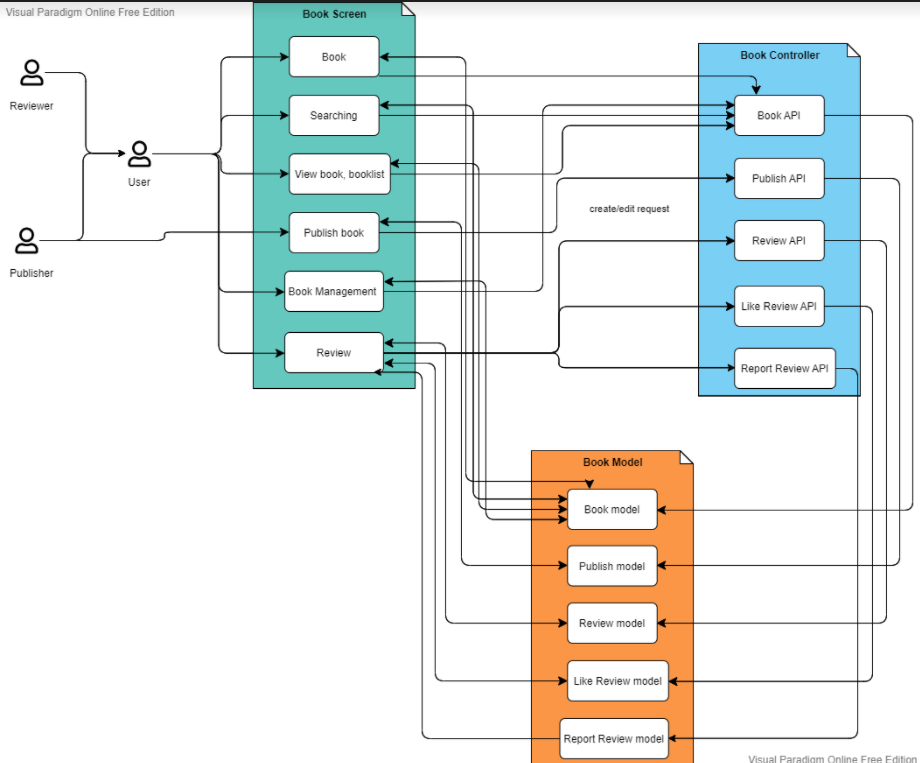 Visual Paradigm Online Free Edition
Book Screen
Book
Searching
View book, booklist
Publish book
Book Management
Review
Reviewer
User
Publisher
Book Controller
Book API
Publish API
create/edit request
Review API
Like Review API
Report Review API
Book Model
Book model
Publish model
Review model
Like Review model
Report Review model
Visual Paradigm Online Free Edition